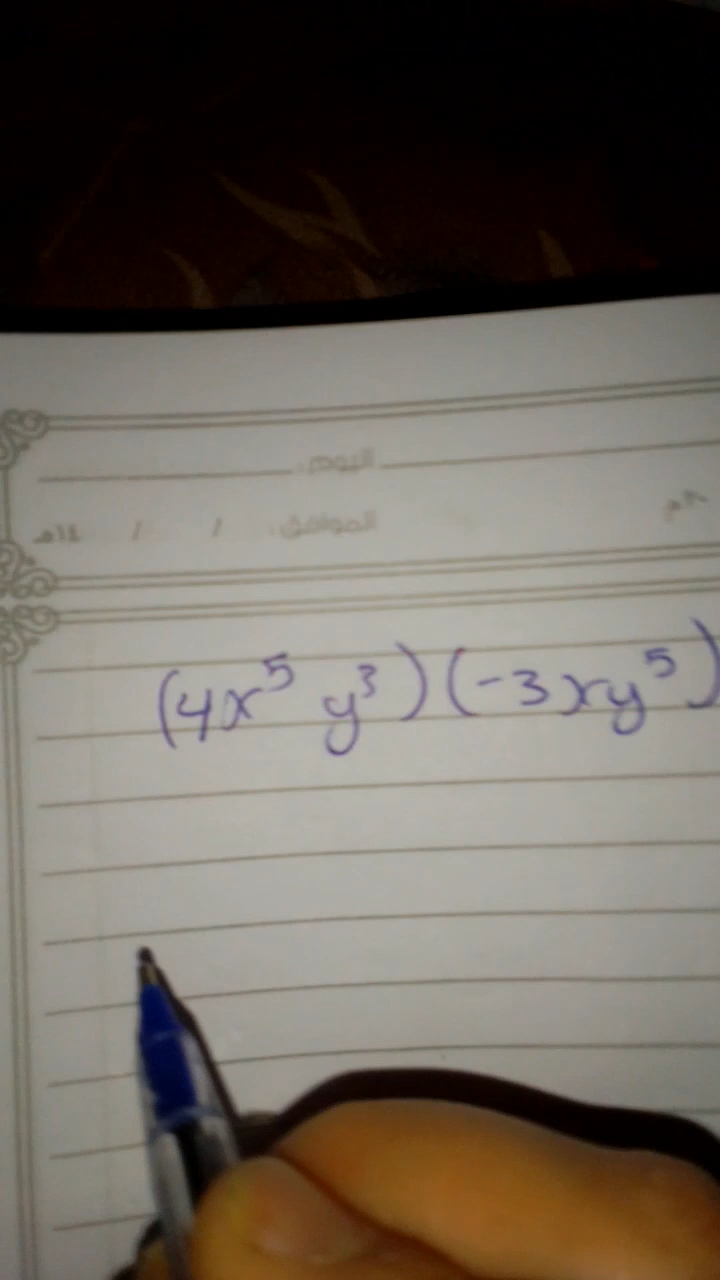 اليوم:
الموافق: / / ١٤هـ
(4x⁵ y³)(-3xy⁵)